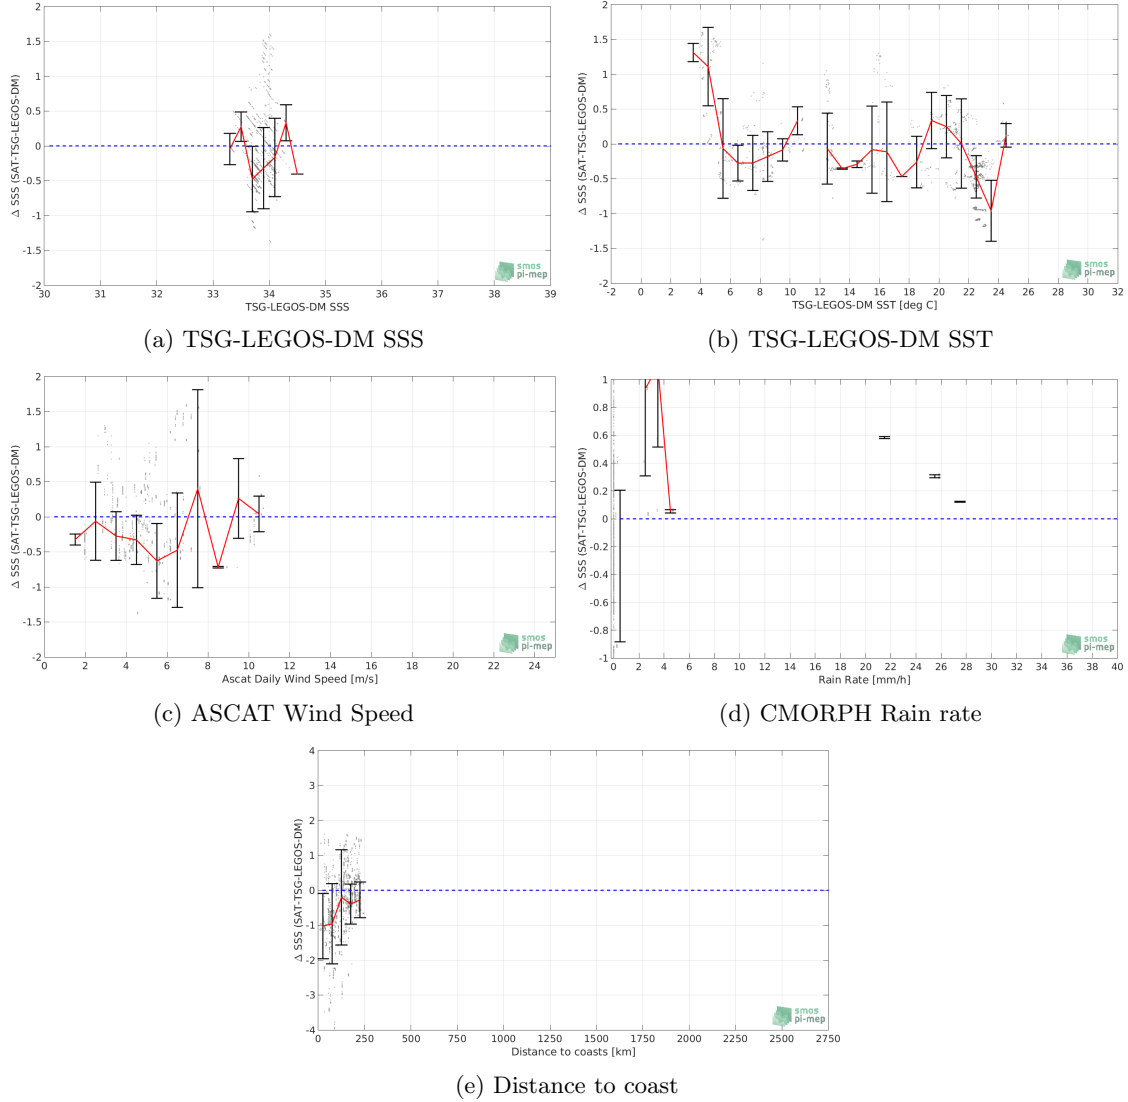 Δ SSS (SAT-TSG-LEGOS-DM)
2
1.5
1
0.5
0
-0.5
-1
-1.5
-2
30 31 32 33 34 35 36 37 38 39
TSG-LEGOS-DM SSS
smos
pi-mep
(a) TSG-LEGOS-DM SSS
Δ SSS (SAT-TSG-LEGOS-DM)
2
1.5
1
0.5
0
-0.5
-1
-1.5
-2
-2 0 2 4 6 8 10 12 14 16 18 20 22 24 26 28 30 32
TSG-LEGOS-DM SST [deg C]
smos
pi-mep
(b) TSG-LEGOS-DM SST
Δ SSS (SAT-TSG-LEGOS-DM)
2
1.5
1
0.5
0
-0.5
-1
-1.5
-2
0 2 4 6 8 10 12 14 16 18 20 22 24
Ascat Daily Wind Speed [m/s]
smos
pi-mep
(c) ASCAT Wind Speed
Δ SSS (SAT-TSG-LEGOS-DM)
1
0.8
0.6
0.4
0.2
0
-0.2
-0.4
-0.6
-0.8
-1
0 2 4 6 8 10 12 14 16 18 20 22 24 26 28 30 32 34 36 38 40
Rain Rate [mm/h]
smos
pi-mep
(d) CMORPH Rain rate
Δ SSS (SAT-TSG-LEGOS-DM)
4
3
2
1
0
-1
-2
-3
-4
0 250 500 750 1000 1250 1500 1750 2000 2250 2500 2750
Distance to coasts [km]
smos
pi-mep
(e) Distance to coast